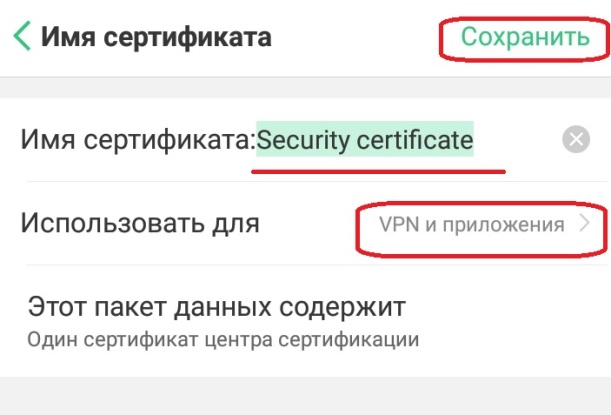 Имя сертификата Сохранить
Имя сертификата:Security certificate
Использовать для VPN и приложения
Этот пакет данных содержит
Один сертификат центра сертификации